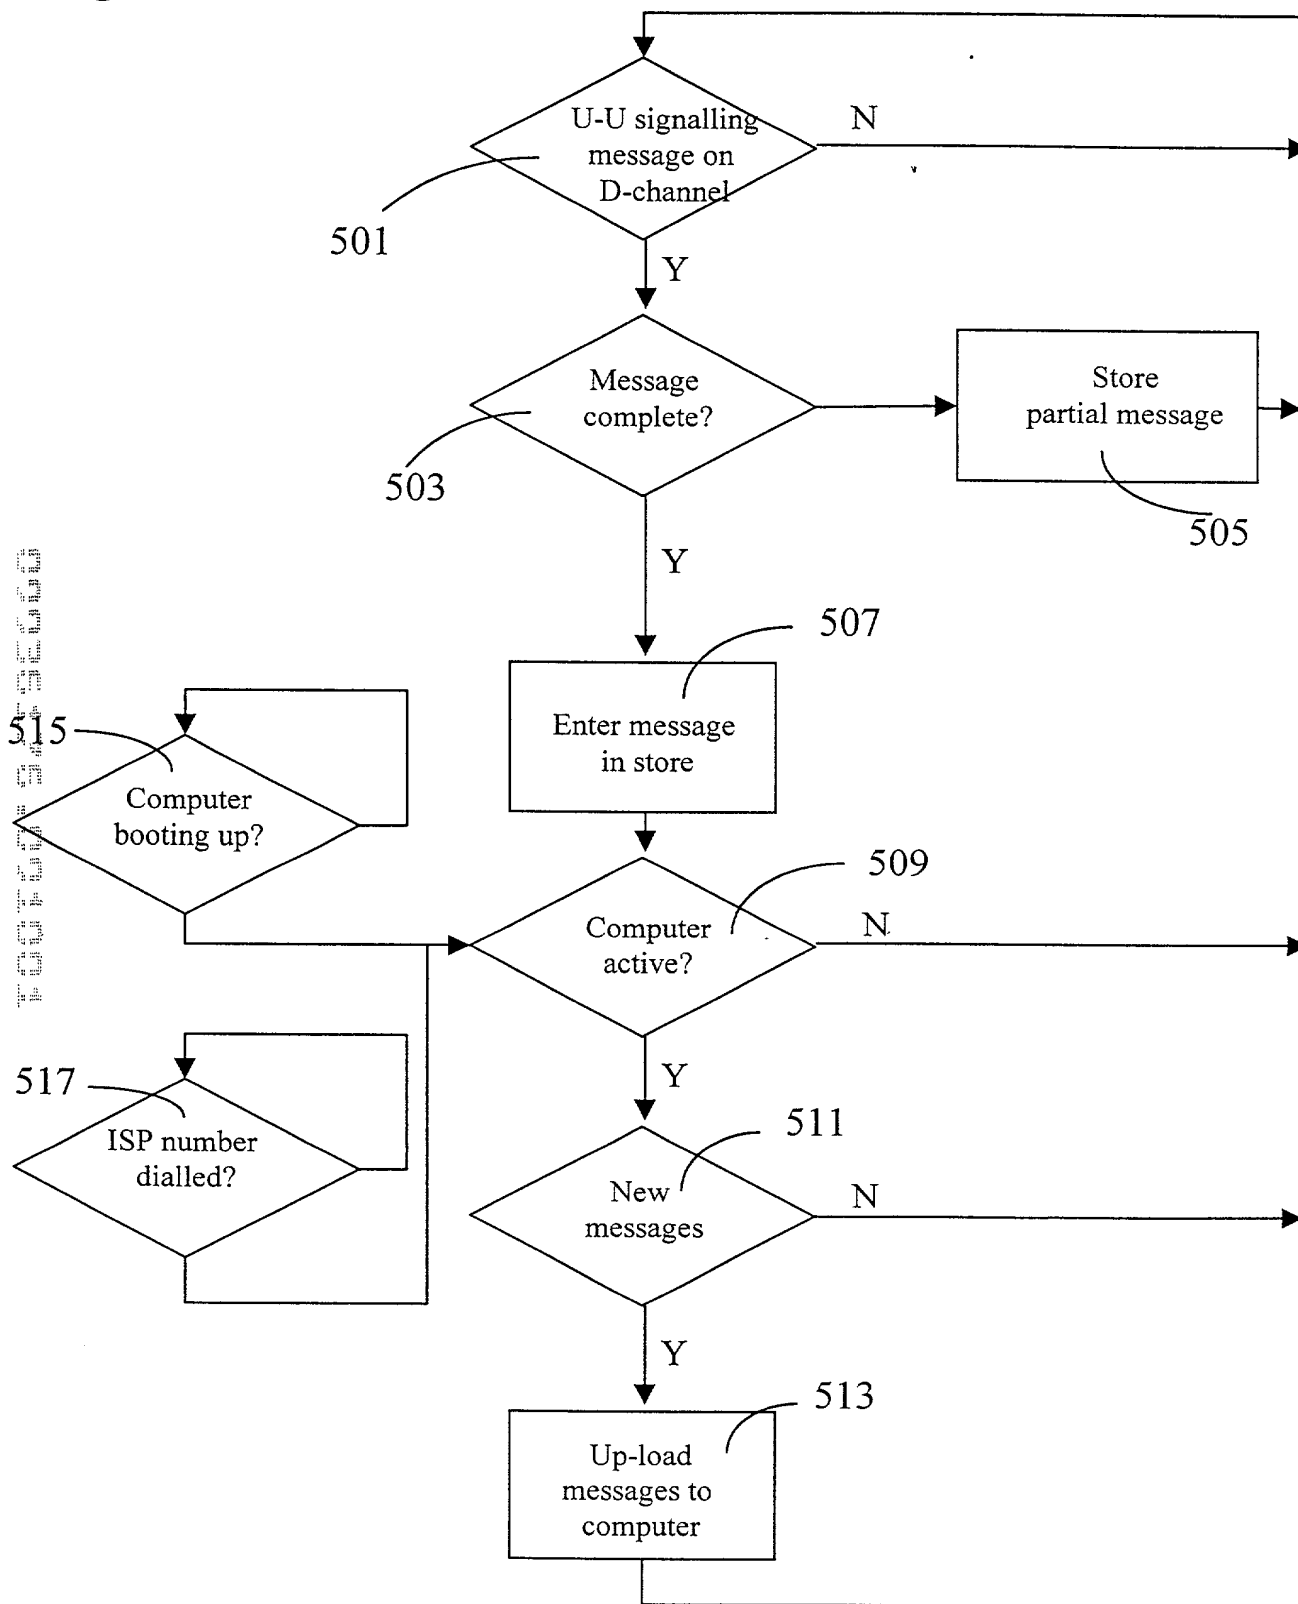 U-U signalling
message on
D-channel
N
501
Y
Message
complete?
503
Store
partial message
505
Y
507
Enter message
in store
515
Computer
booting up?
509
Computer
active?
N
Y
517
ISP number
dialled?
511
New
messages
N
Y
513
Up-load
messages to
computer